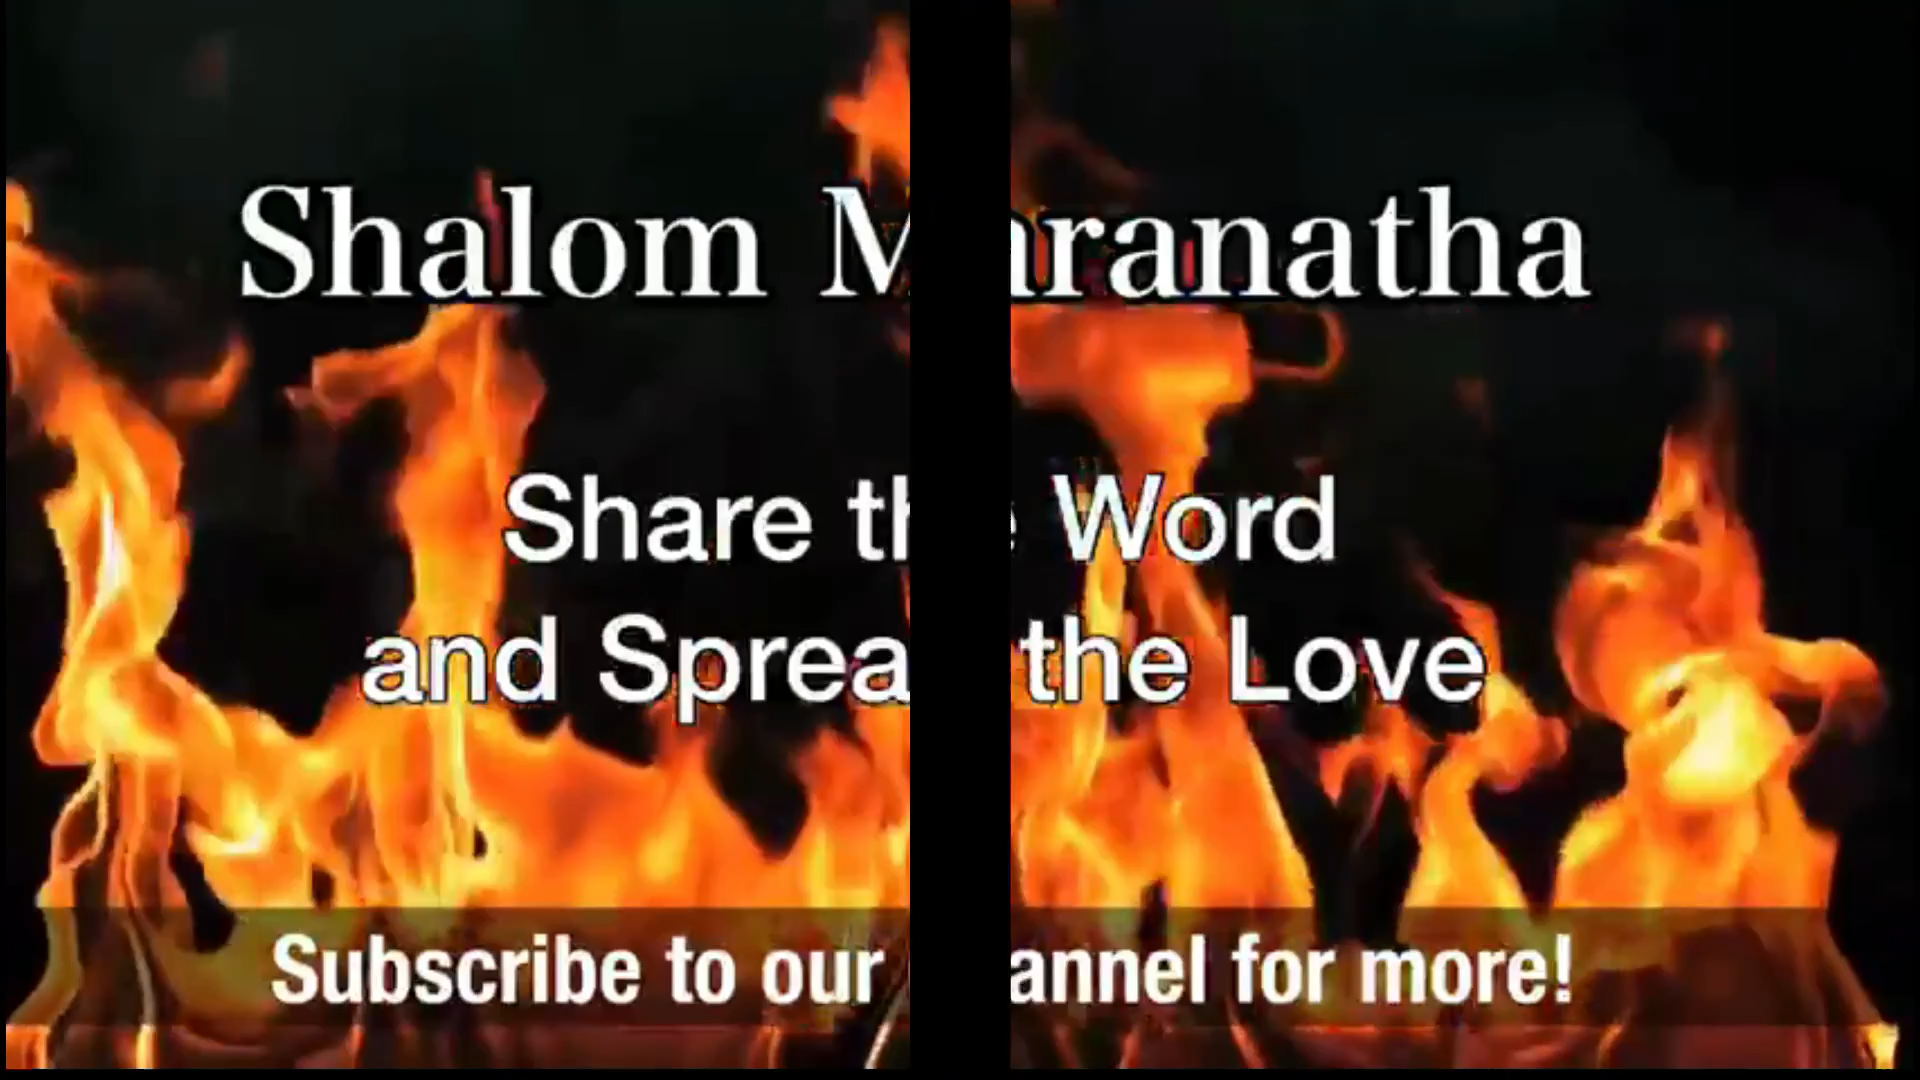 Shalom M aranatha
Share th e Word
and Sprea the Love
Subscribe to our annel for more!